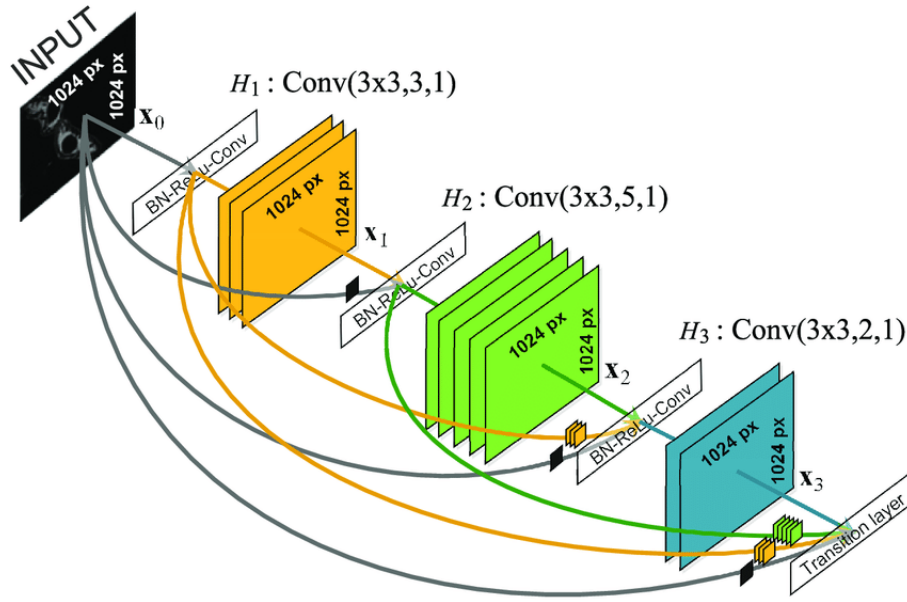 INPUT
1024 px
1024 px
x0
BN-ReLu-Conv
H1 : Conv(3x3,3,1)
1024 px
1024 px
x1
BN-ReLu-Conv
H2 : Conv(3x3,5,1)
1024 px
1024 px
x2
BN-ReLu-Conv
H3 : Conv(3x3,2,1)
1024 px
1024 px
x3
Transition layer